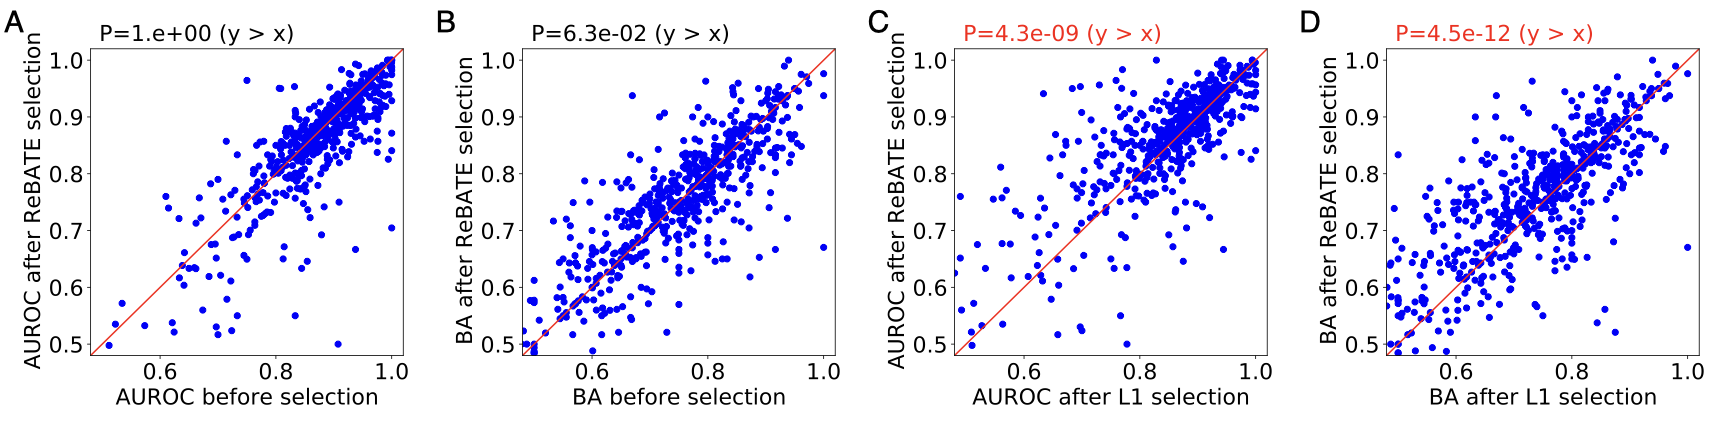 A
P=1.e+00 (y > x)
AUROC after ReBATE selection
1.0
0.9
0.8
0.7
0.6
0.5
0.6
0.8
1.0
AUROC before selection
B
P=6.3e-02 (y > x)
BA after ReBATE selection
1.0
0.9
0.8
0.7
0.6
0.5
0.6
0.8
1.0
BA before selection
C
P=4.3e-09 (y > x)
AUROC after ReBATE selection
1.0
0.9
0.8
0.7
0.6
0.5
0.6
0.8
1.0
AUROC after L1 selection
D
P=4.5e-12 (y > x)
BA after ReBATE selection
1.0
0.9
0.8
0.7
0.6
0.5
0.6
0.8
1.0
BA after L1 selection